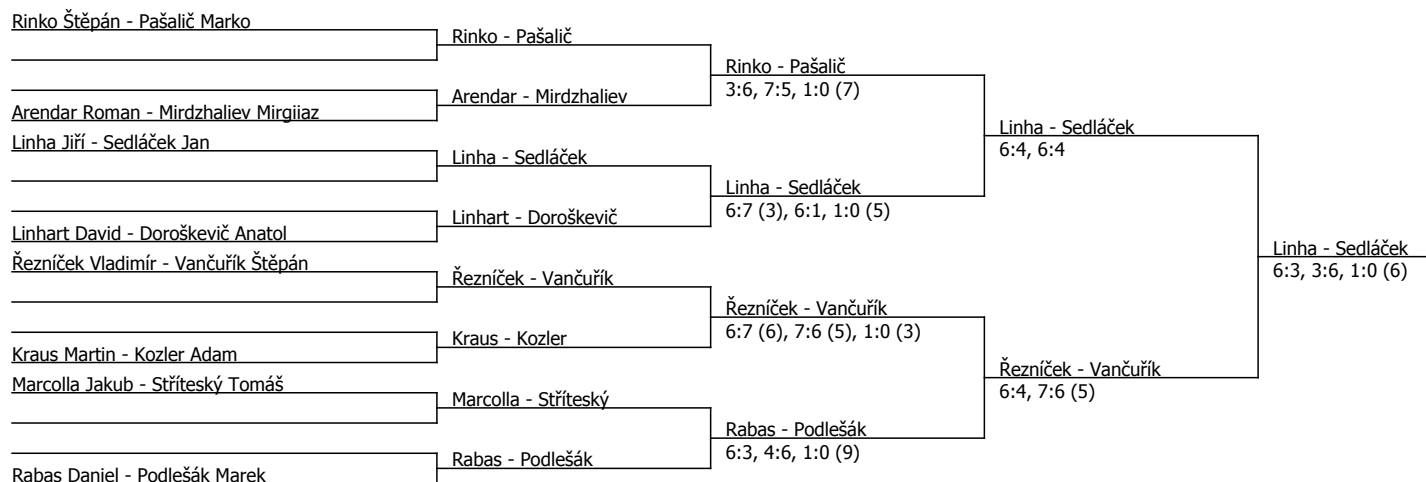 Rinko Štěpán - Pašalič Marko
Arendar Roman - Mirdzhaliev Mirgiiaz
Linha Jiří - Sedláček Jan
Linhart David - Doroškevič Anatol
Řezníček Vladimír - Vančuřík Štěpán
Kraus Martin - Kozler Adam
Marcolla Jakub - Stříteský Tomáš
Rabas Daniel - Podlešák Marek
Rinko - Pašalič
Arendar - Mirdzhaliev
Linha - Sedláček
Linhart - Doroškevič
Řezníček - Vančuřík
Kraus - Kozler
Marcolla - Stříteský
Rabas - Podlešák
Rinko - Pašalič
3:6, 7:5, 1:0 (7)
Linha - Sedláček
6:7 (3), 6:1, 1:0 (5)
Řezníček - Vančuřík
6:7 (6), 7:6 (5), 1:0 (3)
Rabas - Podlešák
6:3, 4:6, 1:0 (9)
Linha - Sedláček
6:4, 6:4
Řezníček - Vančuřík
6:4, 7:6 (5)
Linha - Sedláček
6:3, 3:6, 1:0 (6)